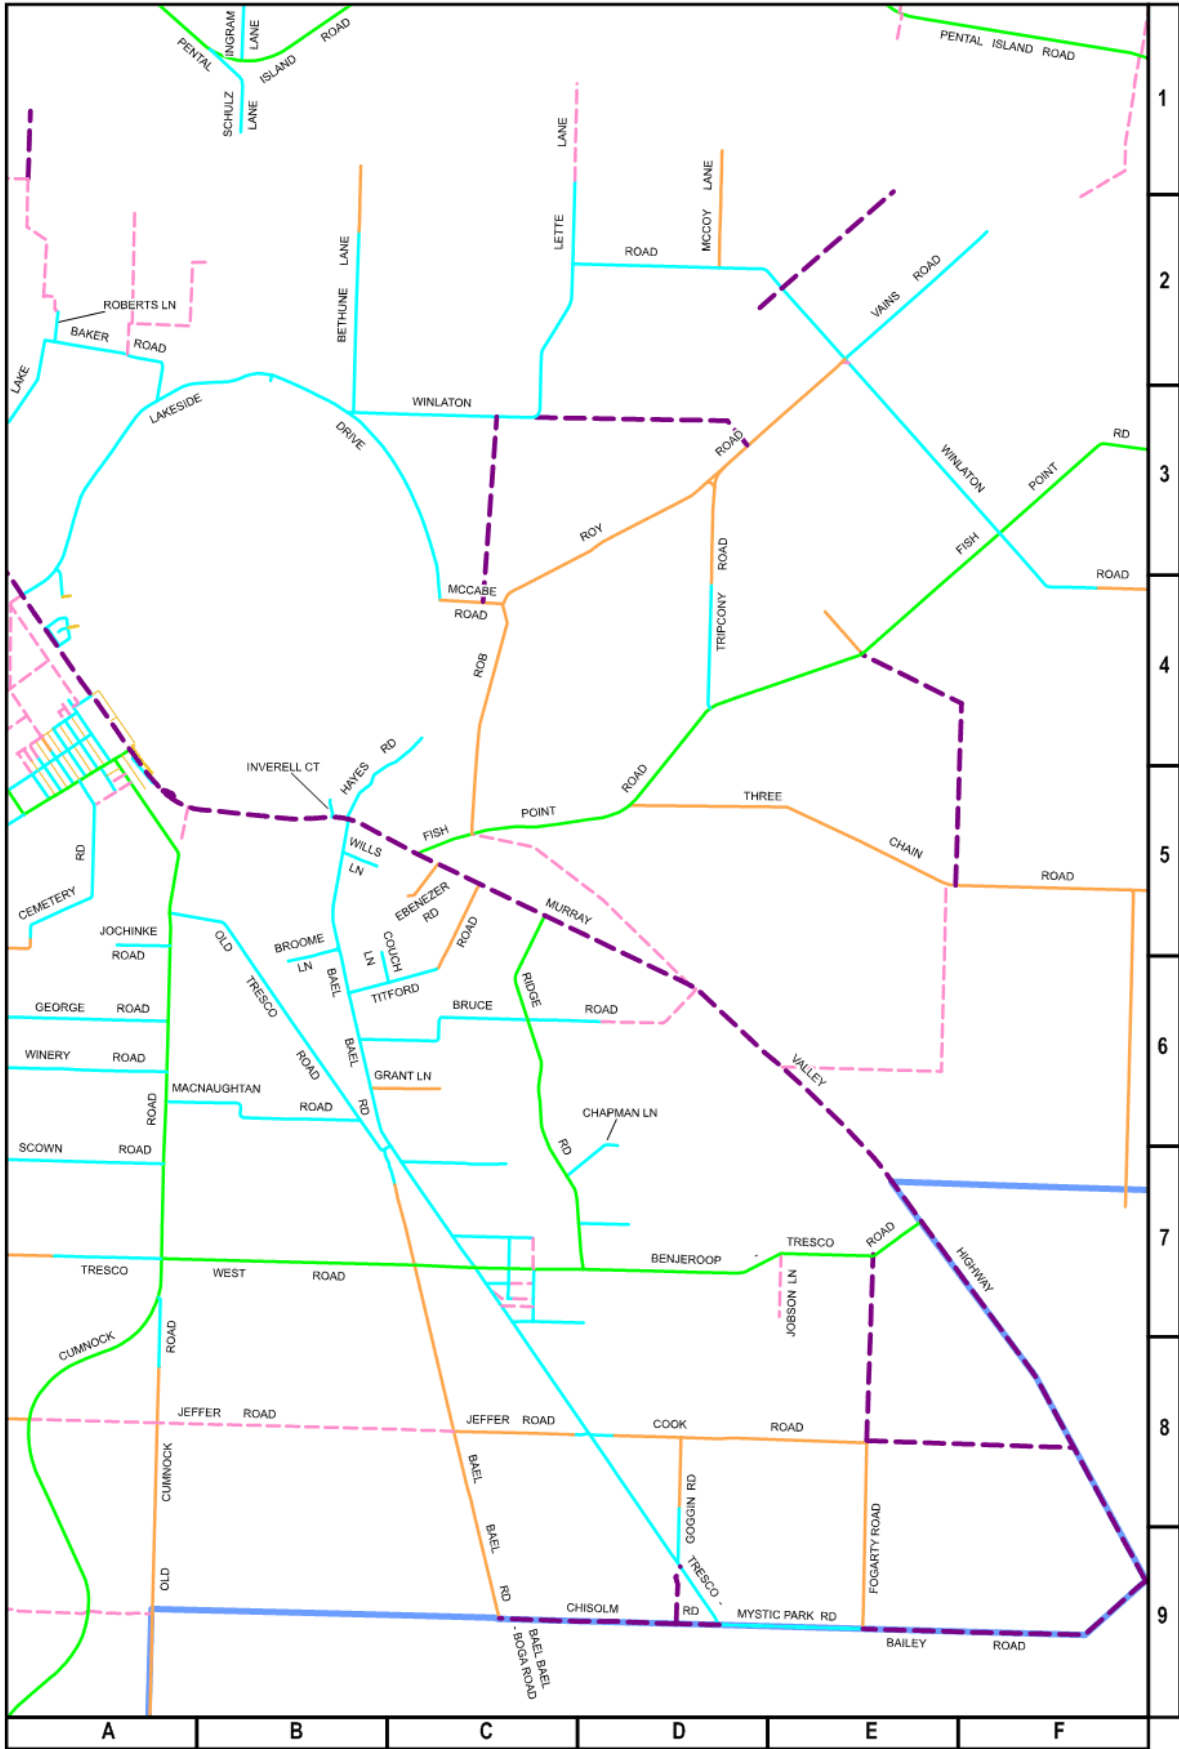 INGRAM
LANE
ROAD
PENTAL
ISLAND
SCHULZ
LANE
PENTAL ISLAND ROAD
1
LANE
LANE
MCCOY
LETTE
ROAD
2
LANE
BETHUNE
VAINS
ROAD
ROBERTS LN
BAKER
ROAD
LAKE
LAKESIDE
DRIVE
WINLATON
ROAD
RD
POINT
WINLATON
3
FISH
ROY
ROAD
ROAD
MCCABE
ROAD
TRIPCONY
ROB
4
RD
HAYES
INVERELL CT
ROAD
THREE
POINT
FISH
CHAIN
WILLS
LN
RD
5
ROAD
CEMETERY
EBENEZER
RD
MURRAY
JOCHINKE
ROAD
OLD
BROOME
LN
COUCH
LN
ROAD
BAEL
TITFORD
RIDGE
TRESCO
GEORGE ROAD
BRUCE
ROAD
6
WINERY ROAD
ROAD
BAEL
VALLEY
GRANT LN
MACNAUGHTAN
ROAD
ROAD
RD
CHAPMAN LN
RD
SCOWN ROAD
7
TRESCO
ROAD
BENJEROOP
-
TRESCO
WEST
ROAD
HIGHWAY
JOBSON LN
CUMNOCK
ROAD
JEFFER ROAD
JEFFER ROAD
COOK
ROAD
8
CUMNOCK
BAEL
GOGGIN RD
BAEL
FOGARTY ROAD
OLD
RD
TRESCO -
CHISOLM
RD
MYSTIC PARK RD
9
BAILEY
ROAD
BAEL BAEL
- BOGA ROAD
A
B
C
D
E
F